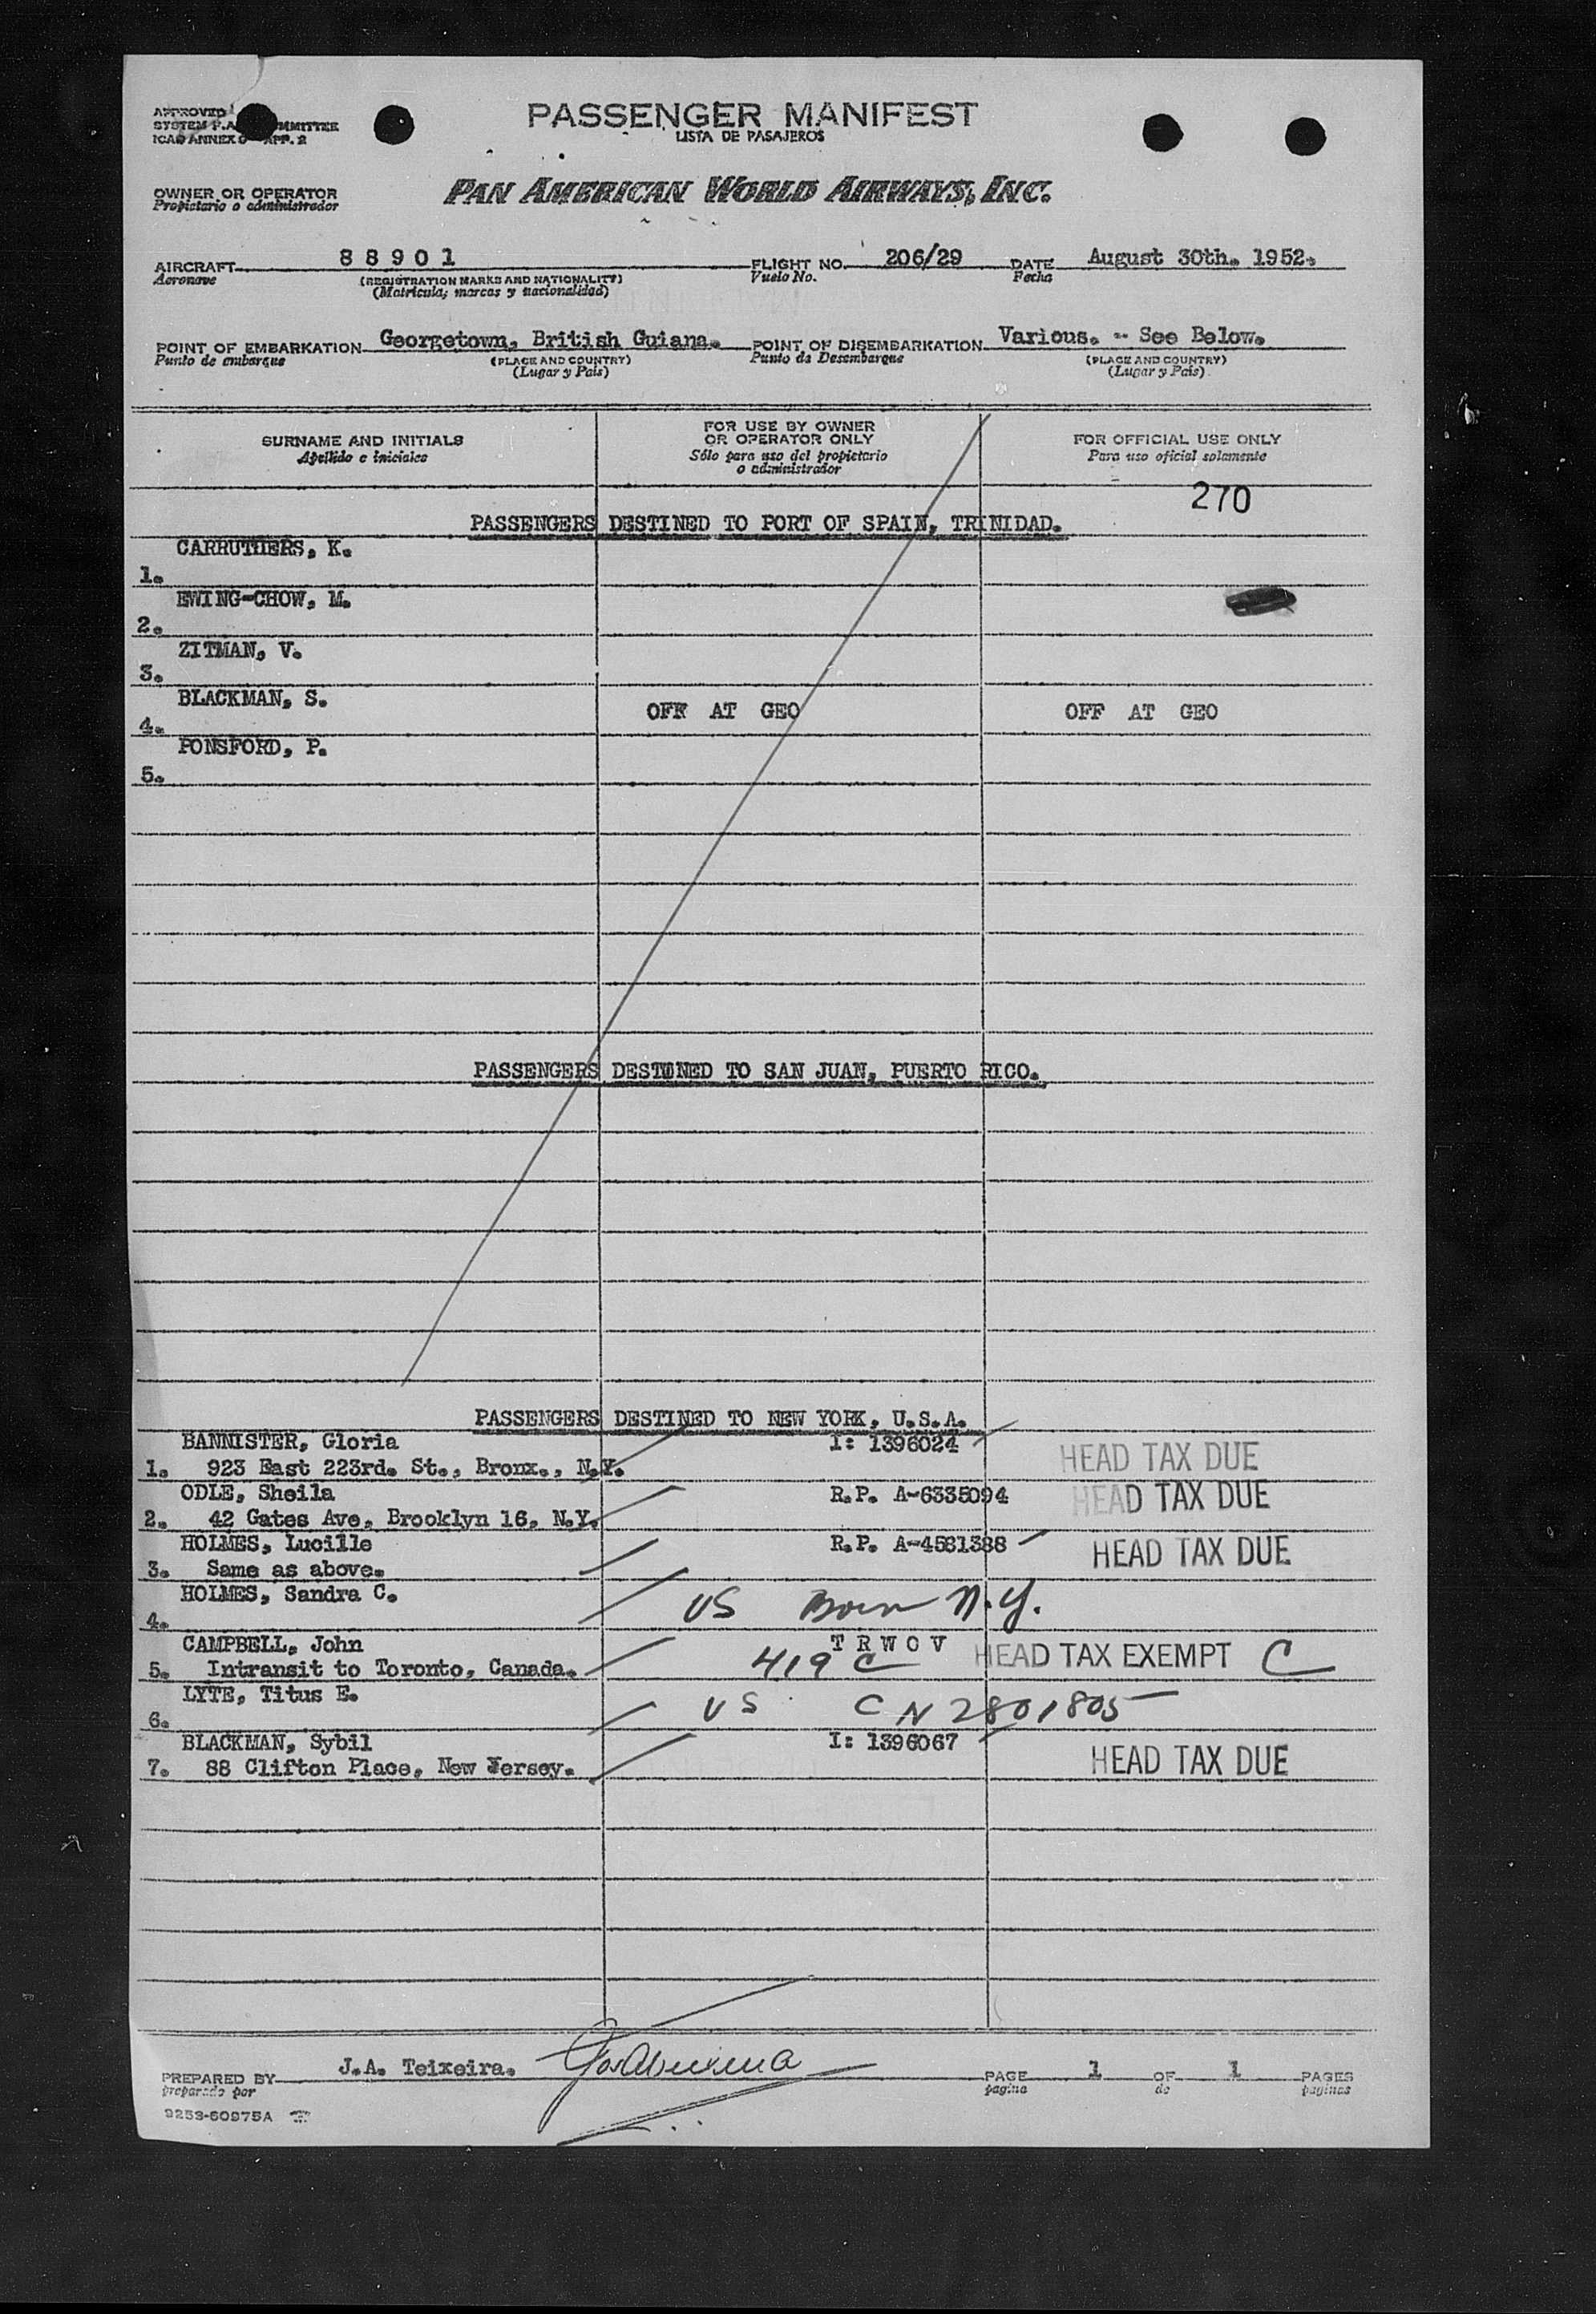 APPROVED
SYSTEM F.A. COMMITTEE
ICAO ANNEX 9 APP. 2
PASSENGER MANIFEST
LISTA DE PASAJEROS
OWNER OR OPERATOR
Propietario o administrador
PAN AMERICAN WORLD AIRWAYS, INC.
AIRCRAFT 88901 FLIGHT NO. 206/29 DATE August 30th. 1952.
Aeronave (REGISTRATION MARKS AND NATIONALITY) Vuelo No. Fecha
(Matricula; marcas y nacionalidad)
POINT OF EMBARKATION Georgetown, British Guiana. POINT OF DISEMBARKATION Various. - See Below.
Punto de embarque (PLACE AND COUNTRY) Punto de Desembarque (PLACE AND COUNTRY)
(Lugar y Pais) (Lugar y Pais)
SURNAME AND INITIALS FOR USE BY OWNER OR OPERATOR ONLY FOR OFFICIAL USE ONLY
Apellido e iniciales Sólo para uso del propietario o administrador Para uso oficial solamente
270
PASSENGERS DESTINED TO PORT OF SPAIN, TRINIDAD.
CARRUTHERS, K.
1.
EWING-CHOW, M.
2.
ZITMAN, V.
3.
BLACKMAN, S. OFF AT GEO OFF AT GEO
4.
PONSFORD, P.
5.
PASSENGERS DESTINED TO SAN JUAN, PUERTO RICO.
PASSENGERS DESTINED TO NEW YORK, U.S.A.
BANNISTER, Gloria I: 1396024 HEAD TAX DUE
1. 923 East 223rd. St., Bronx., N.Y.
ODLE, Sheila R.P. A-6335094 HEAD TAX DUE
2. 42 Gates Ave, Brooklyn 16, N.Y.
HOLMES, Lucille R.P. A-4581388 HEAD TAX DUE
3. Same as above.
HOLMES, Sandra C. US Born N.Y.
4.
CAMPBELL, John TRWOV HEAD TAX EXEMPT C
5. Intransit to Toronto, Canada. 419 C
LYTE, Titus E. US CN 2801805
6.
BLACKMAN, Sybil I: 1396067 HEAD TAX DUE
7. 88 Clifton Place, New Jersey.
PREPARED BY J.A. Teixeira. PAGE 1 OF 1 PAGES
preparado por pagina de paginas
9253-60975A